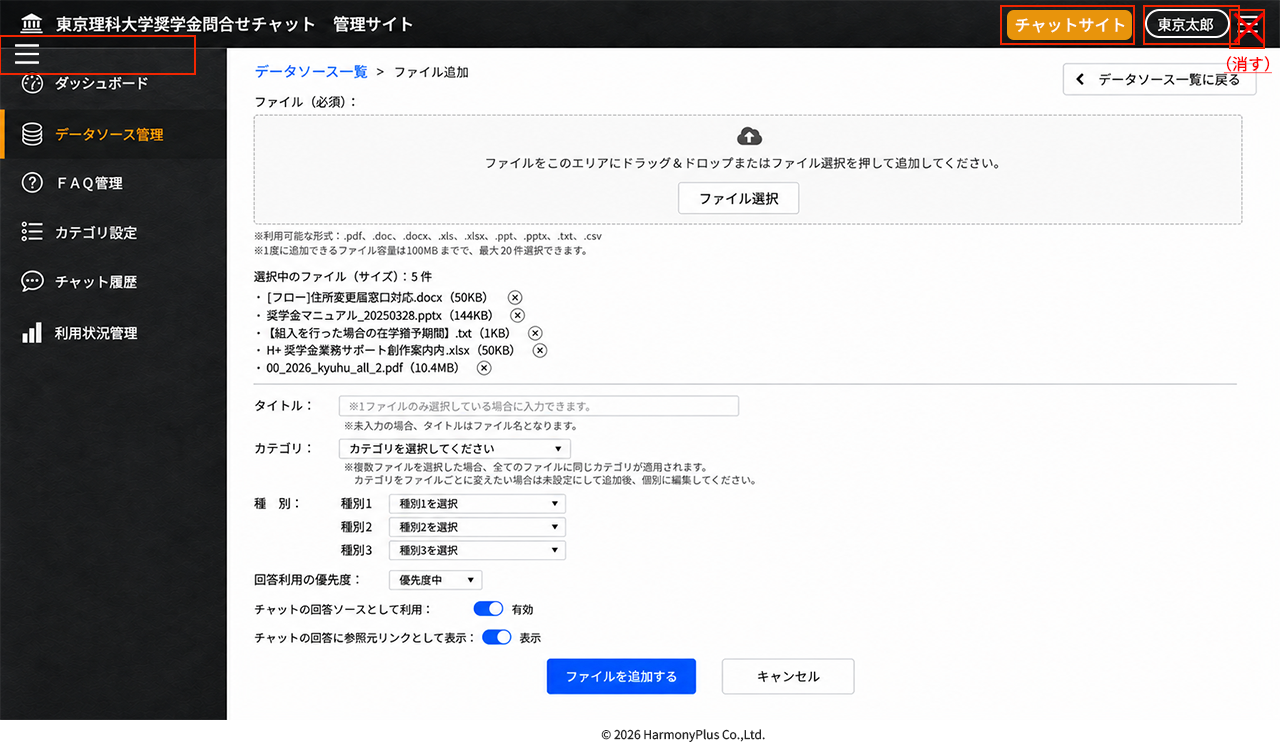 東京理科大学奨学金問合せチャット　管理サイト
チャットサイト
東京太郎
(消す)
ダッシュボード
データソース管理
ＦＡＱ管理
カテゴリ設定
チャット履歴
利用状況管理
データソース一覧 > ファイル追加
データソース一覧に戻る
ファイル（必須）：
ファイルをこのエリアにドラッグ＆ドロップまたはファイル選択を押して追加してください。
ファイル選択
※利用可能な形式：.pdf、.doc、.docx、.xls、.xlsx、.ppt、.pptx、.txt、.csv
※1度に追加できるファイル容量は100MB までで、最大 20 件選択できます。
選択中のファイル（サイズ）：5 件
・[フロー]住所変更届窓口対応.docx（50KB）
・奨学金マニュアル_20250328.pptx（144KB）
・【組入を行った場合の在学猶予期間】.txt（1KB）
・H+ 奨学金業務サポート創作案内内.xlsx（50KB）
・00_2026_kyuhu_all_2.pdf（10.4MB）
タイトル：
※1ファイルのみ選択している場合に入力できます。
※未入力の場合、タイトルはファイル名となります。
カテゴリ：
カテゴリを選択してください
※複数ファイルを選択した場合、全てのファイルに同じカテゴリが適用されます。
カテゴリをファイルごとに変えたい場合は未設定にして追加後、個別に編集してください。
種　別：
種別1
種別1を選択
種別2
種別2を選択
種別3
種別3を選択
回答利用の優先度：
優先度中
チャットの回答ソースとして利用：
有効
チャットの回答に参照元リンクとして表示：
表示
ファイルを追加する
キャンセル
© 2026 HarmonyPlus Co.,Ltd.